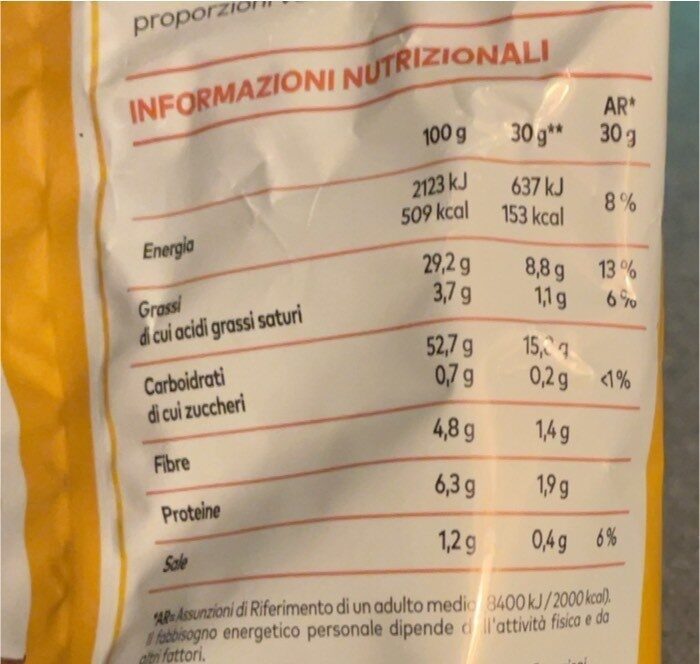 INFORMAZIONI NUTRIZIONALI
100 g 30 g** AR* 30 g
Energia 2123 kJ 637 kJ 8 %
509 kcal 153 kcal
Grassi 29,2 g 8,8 g 13 %
di cui acidi grassi saturi 3,7 g 1,1 g 6 %
Carboidrati 52,7 g
di cui zuccheri 0,7 g 0,2 g <1%
Fibre 4,8 g 1,4 g
Proteine 6,3 g 1,9 g
Sale 1,2 g 0,4 g 6%
*AR=Assunzioni di Riferimento di un adulto medio 8400 kJ/2000 kcal).
Il fabbisogno energetico personale dipende dall'attività fisica e da
altri fattori.